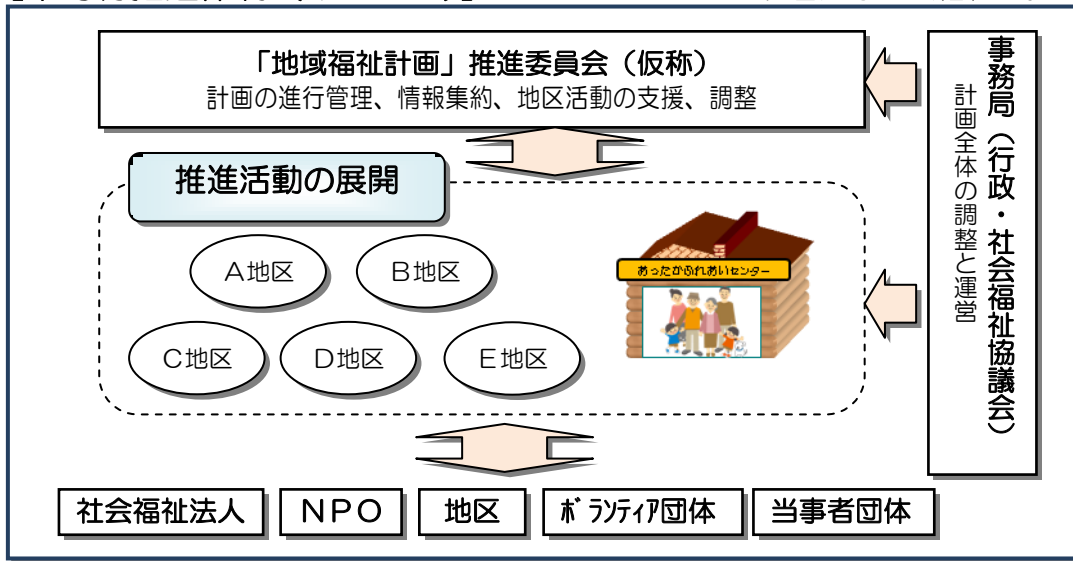 「地域福祉計画」推進委員会（仮称）
計画の進行管理、情報集約、地区活動の支援、調整
事務局（行政・社会福祉協議会）
計画全体の調整と運営
推進活動の展開
A地区
B地区
あったかふれあいセンター
C地区
D地区
E地区
社会福祉法人
NPO
地区
ボランティア団体
当事者団体